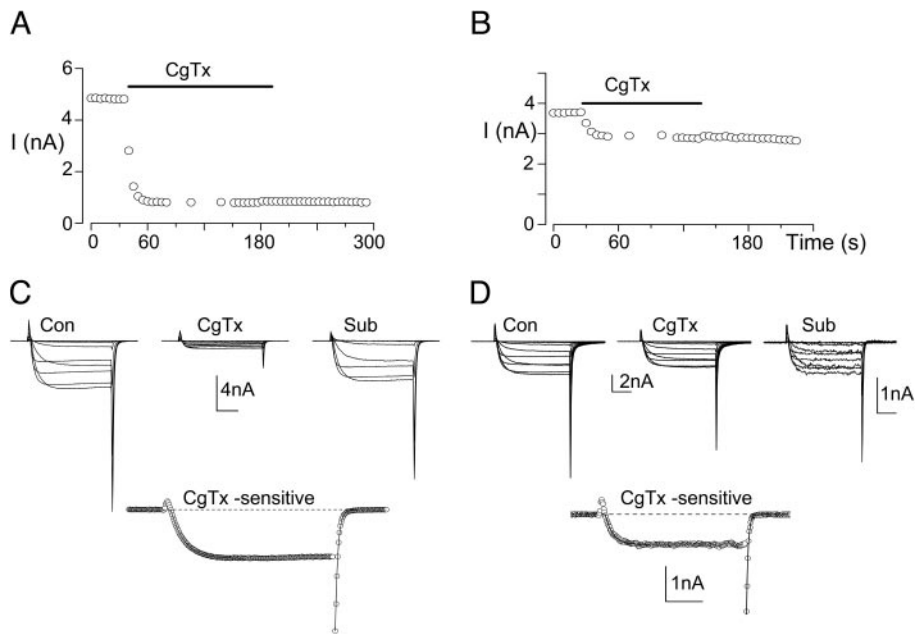 A
CgTx
I (nA)
6
4
2
0
0
60
180
300
B
CgTx
I (nA)
4
2
0
0
60
180
Time (s)
C
Con
CgTx
Sub
4nA
CgTx -sensitive
D
Con
CgTx
Sub
2nA
1nA
CgTx -sensitive
1nA